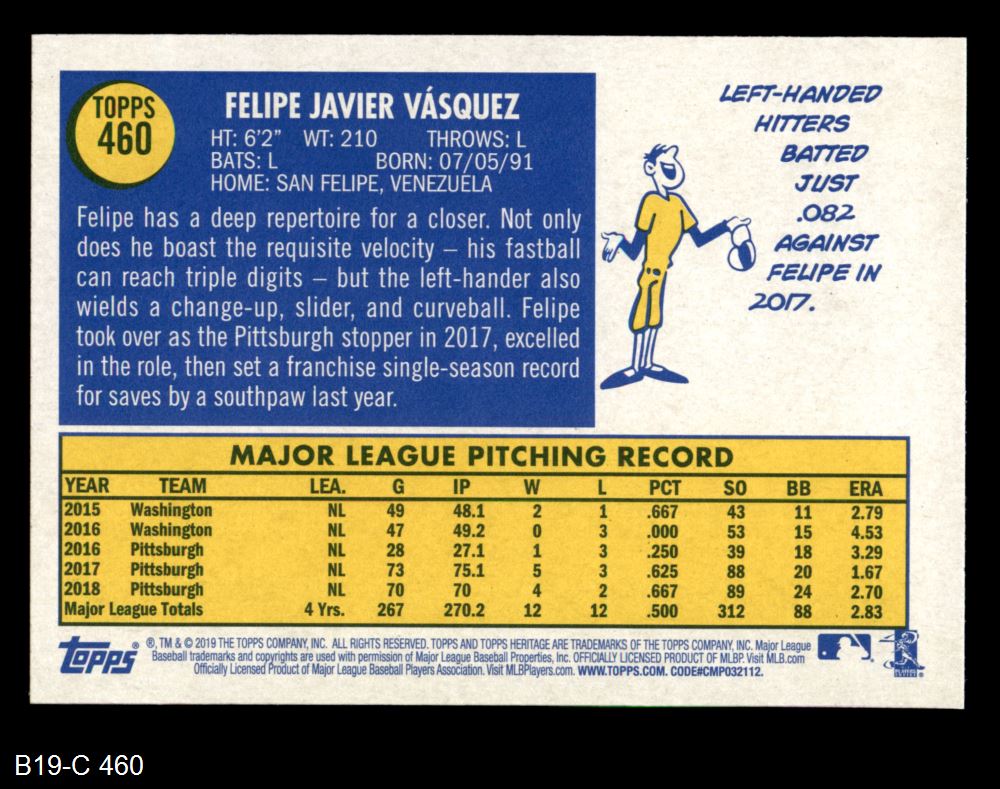 TOPPS
460
FELIPE JAVIER VÁSQUEZ
HT: 6'2" WT: 210 THROWS: L
BATS: L BORN: 07/05/91
HOME: SAN FELIPE, VENEZUELA
Felipe has a deep repertoire for a closer. Not only
does he boast the requisite velocity – his fastball
can reach triple digits – but the left-hander also
wields a change-up, slider, and curveball. Felipe
took over as the Pittsburgh stopper in 2017, excelled
in the role, then set a franchise single-season record
for saves by a southpaw last year.
LEFT-HANDED
HITTERS
BATTED
JUST
.082
AGAINST
FELIPE IN
2017.
MAJOR LEAGUE PITCHING RECORD
YEAR TEAM LEA. G IP W L PCT SO BB ERA
2015 Washington NL 49 48.1 2 1 .667 43 11 2.79
2016 Washington NL 47 49.2 0 3 .000 53 15 4.53
2016 Pittsburgh NL 28 27.1 1 3 .250 39 18 3.29
2017 Pittsburgh NL 73 75.1 5 3 .625 88 20 1.67
2018 Pittsburgh NL 70 70 4 2 .667 89 24 2.70
Major League Totals 4 Yrs. 267 270.2 12 12 .500 312 88 2.83
Topps®
®, TM & © 2019 THE TOPPS COMPANY, INC. ALL RIGHTS RESERVED. TOPPS AND TOPPS HERITAGE ARE TRADEMARKS OF THE TOPPS COMPANY, INC. Major League
Baseball trademarks and copyrights are used with permission of Major League Baseball Properties, Inc. OFFICIALLY LICENSED PRODUCT OF MLBP. Visit MLB.com
Officially Licensed Product of Major League Baseball Players Association. Visit MLBPlayers.com. WWW.TOPPS.COM. CODE#CMP032112.
B19-C 460